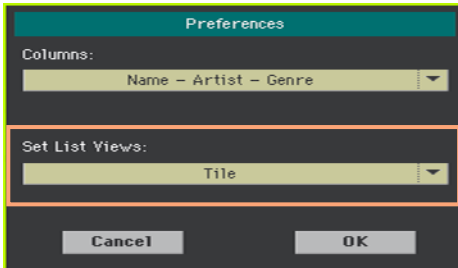 Preferences
Columns:
Name - Artist - Genre
Set List Views:
Tile
Cancel OK